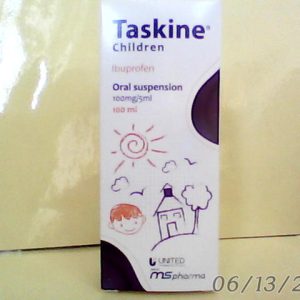 Taskine®
Children
Ibuprofen
Oral suspension
100mg/5ml
100 ml
UNITED
MS pharma
06/13/2